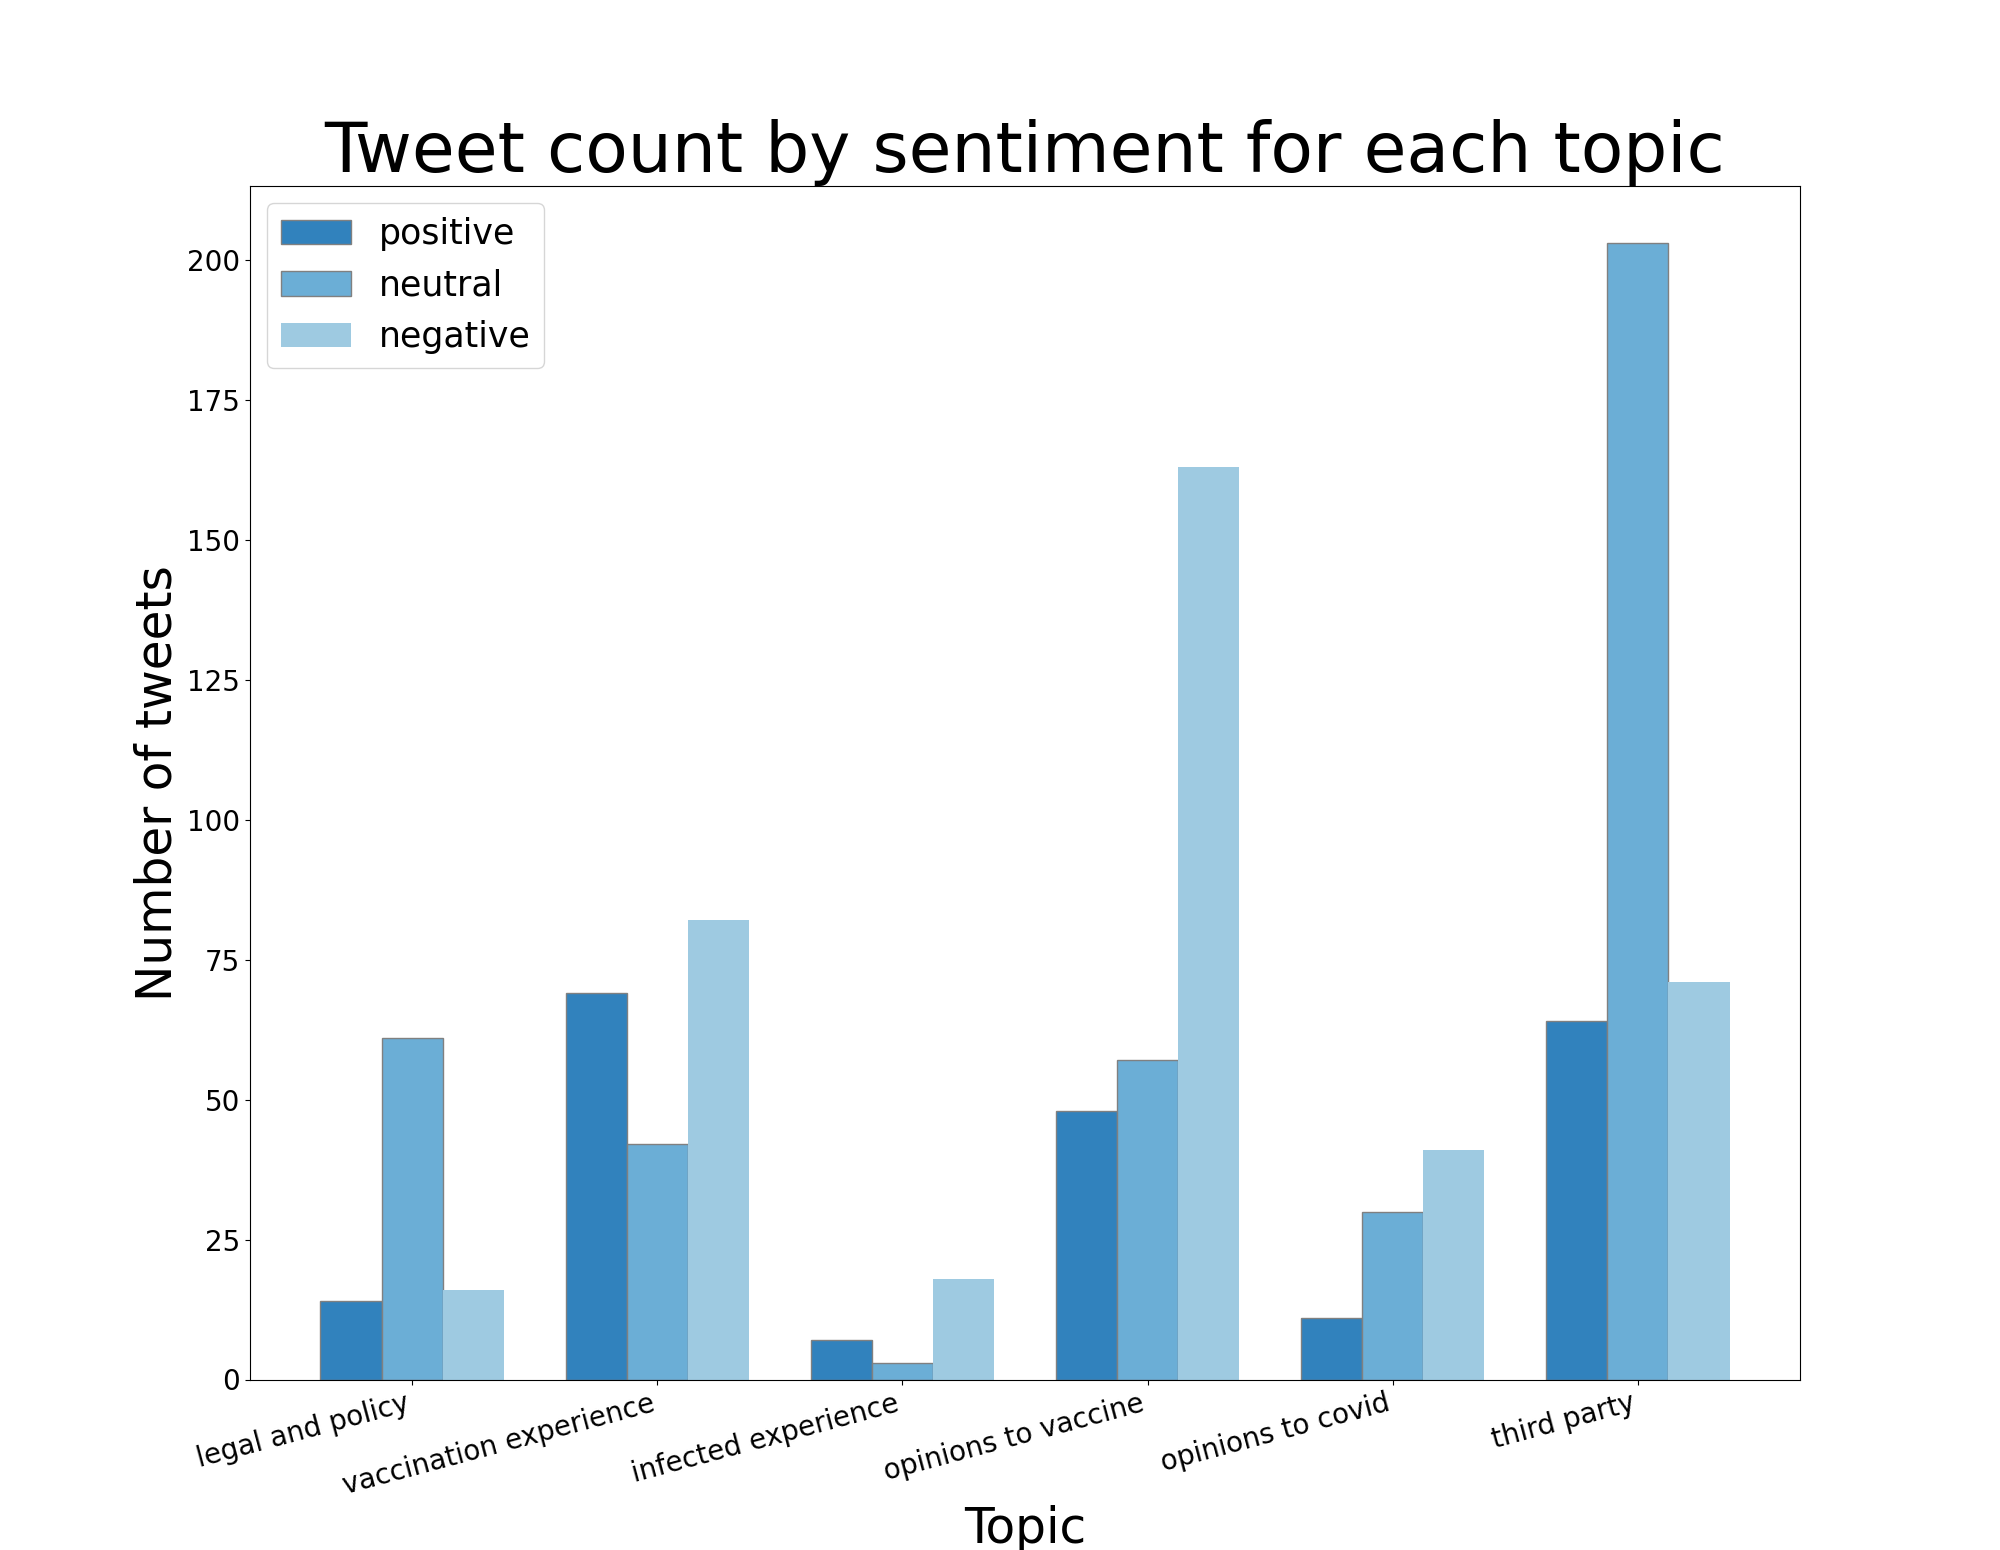 Tweet count by sentiment for each topic
positive
neutral
negative
200
175
150
125
100
75
50
25
0
Number of tweets
legal and policy
vaccination experience
infected experience
opinions to vaccine
opinions to covid
third party
Topic